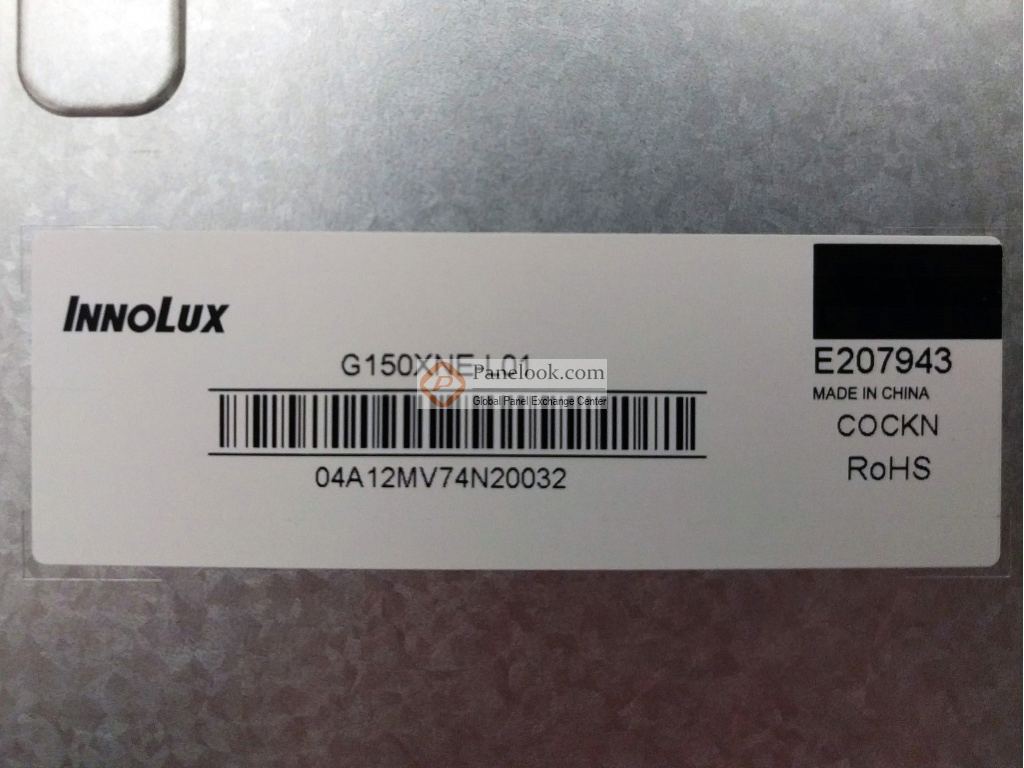 INNOLUX
G150XNE-L01
Panelook.com
Global Panel Exchange Center
04A12MV74N20032
E207943
MADE IN CHINA
COCKN
RoHS